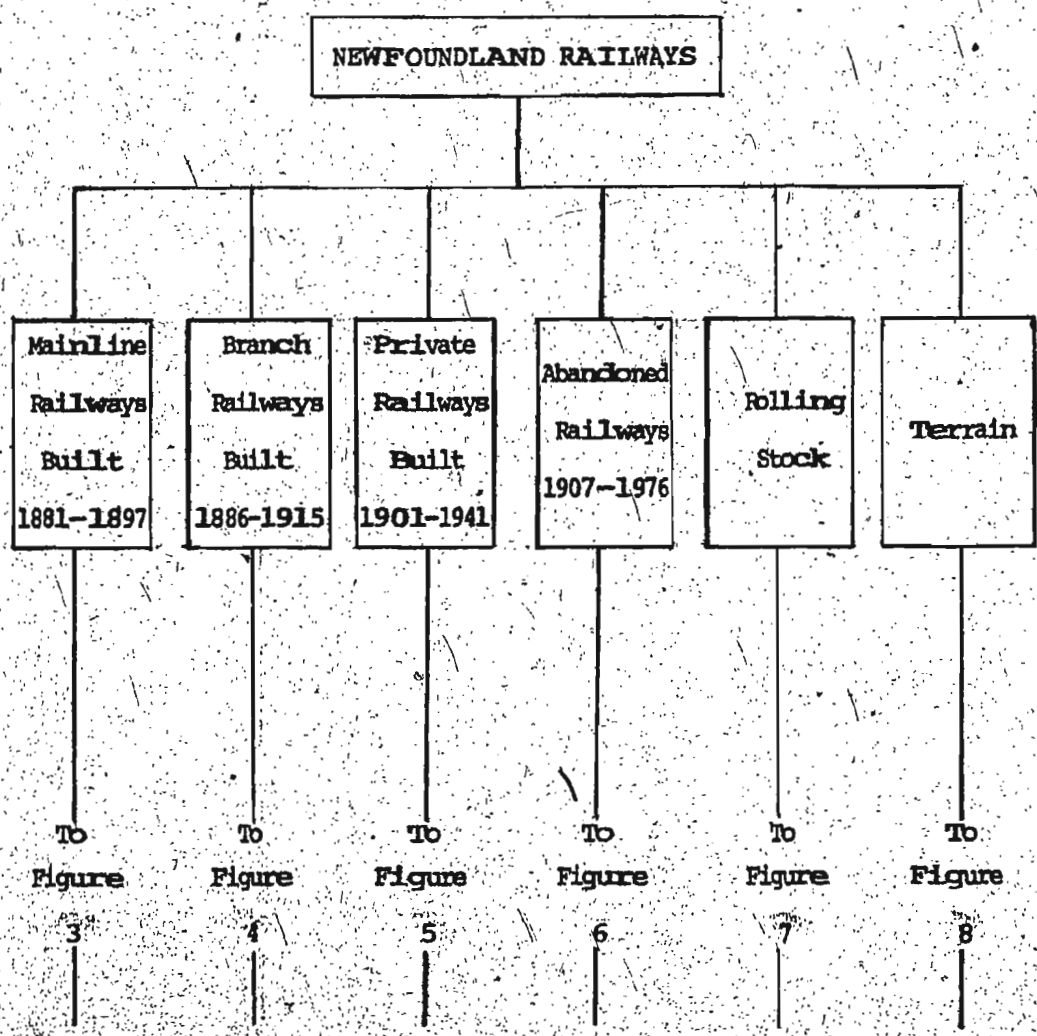 NEWFOUNDLAND RAILWAYS
Mainline
Railways
Built
1881-1897
Branch
Railways
Built
1886-1915
Private
Railways
Built
1901-1941
Abandoned
Railways
1907-1976
Rolling
Stock
Terrain
To
Figure
3
To
Figure
4
To
Figure
5
To
Figure
6
To
Figure
7
To
Figure
8